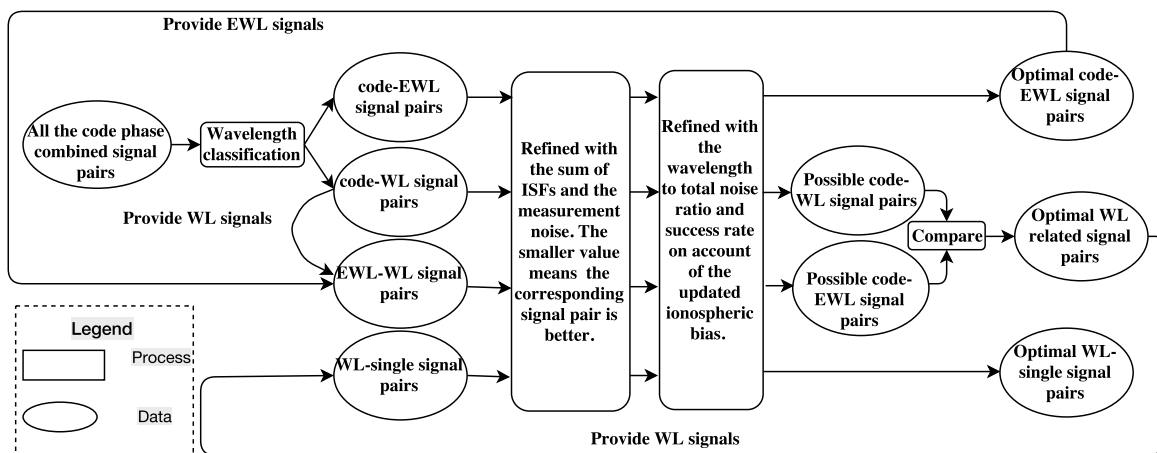 Provide EWL signals
All the code phase
combined signal
pairs
Wavelength
classification
code-EWL
signal pairs
code-WL signal
pairs
Provide WL signals
EWL-WL signal
pairs
WL-single signal
pairs
Refined with
the sum of
ISFs and the
measurement
noise. The
smaller value
means the
corresponding
signal pair is
better.
Refined with
the
wavelength
to total noise
ratio and
success rate
on account
of the
updated
ionospheric
bias.
Optimal code-
EWL signal
pairs
Possible code-
WL signal pairs
Compare
Possible code-
EWL signal
pairs
Optimal WL
related signal
pairs
Optimal WL-
single signal
pairs
Provide WL signals
Legend
Process
Data